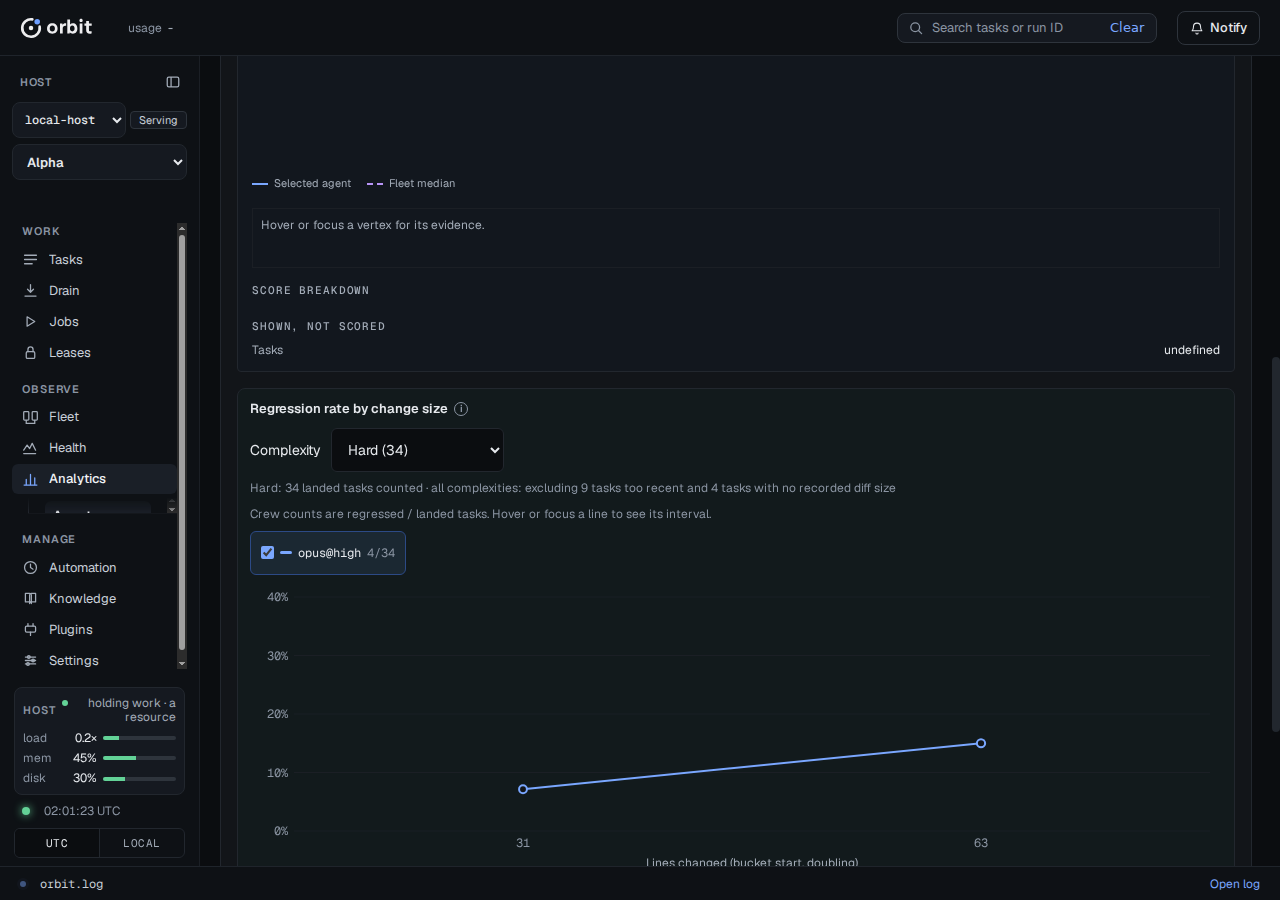 orbit
usage -
Search tasks or run ID
Clear
Notify
HOST
local-host
Serving
Alpha
WORK
Tasks
Drain
Jobs
Leases
OBSERVE
Fleet
Health
Analytics
MANAGE
Automation
Knowledge
Plugins
Settings
HOST
holding work · a
resource
load 0.2×
mem 45%
disk 30%
02:01:23 UTC
UTC
LOCAL
Selected agent
Fleet median
Hover or focus a vertex for its evidence.
SCORE BREAKDOWN
SHOWN, NOT SCORED
Tasks
undefined
Regression rate by change size
Complexity
Hard (34)
Hard: 34 landed tasks counted · all complexities: excluding 9 tasks too recent and 4 tasks with no recorded diff size
Crew counts are regressed / landed tasks. Hover or focus a line to see its interval.
opus@high 4/34
40%
30%
20%
10%
0%
31
63
Lines changed (bucket start, doubling)
orbit.log
Open log